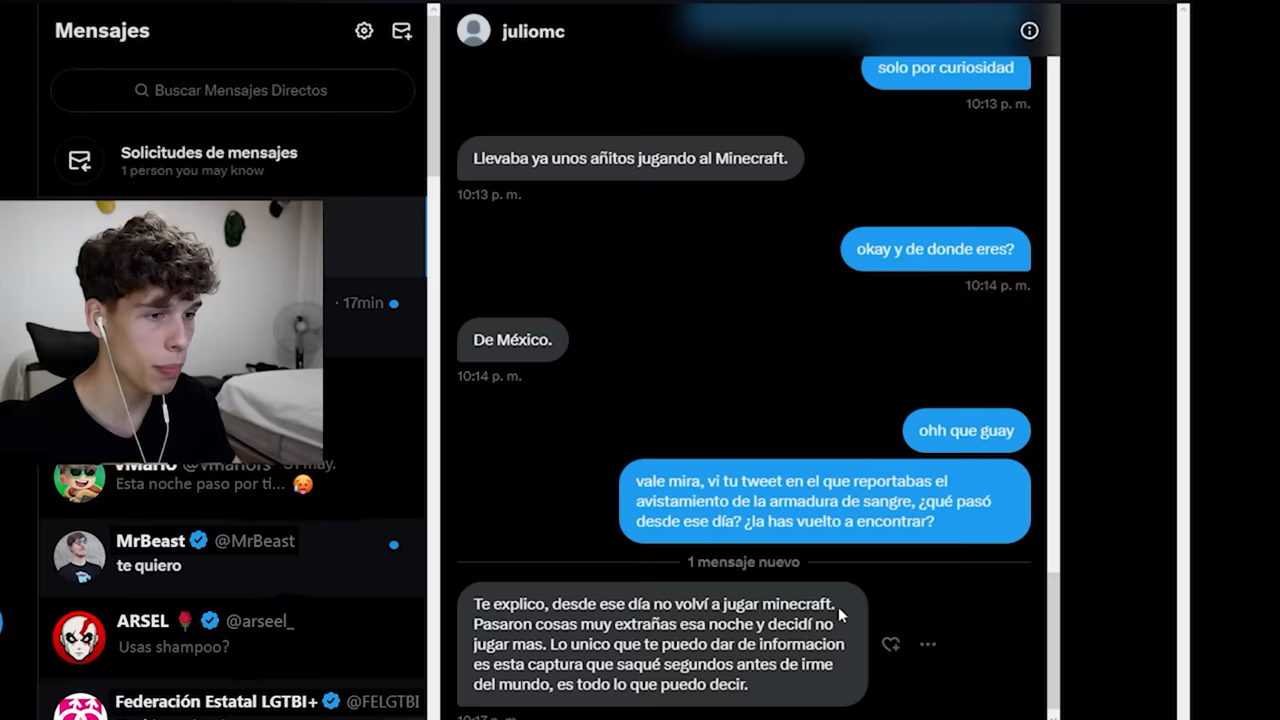 Mensajes
Buscar Mensajes Directos
Solicitudes de mensajes
1 person you may know
· 17min
Esta noche paso por ti... 🥵
MrBeast @MrBeast
te quiero
ARSEL 🌹 @arseel_
Usas shampoo?
Federación Estatal LGTBI+ @FELGTBI
juliomc
solo por curiosidad
10:13 p. m.
Llevaba ya unos añitos jugando al Minecraft.
10:13 p. m.
okay y de donde eres?
10:14 p. m.
De México.
10:14 p. m.
ohh que guay
vale mira, vi tu tweet en el que reportabas el
avistamiento de la armadura de sangre, ¿qué pasó
desde ese día? ¿la has vuelto a encontrar?
1 mensaje nuevo
Te explico, desde ese día no volví a jugar minecraft.
Pasaron cosas muy extrañas esa noche y decidí no
jugar mas. Lo unico que te puedo dar de informacion
es esta captura que saqué segundos antes de irme
del mundo, es todo lo que puedo decir.